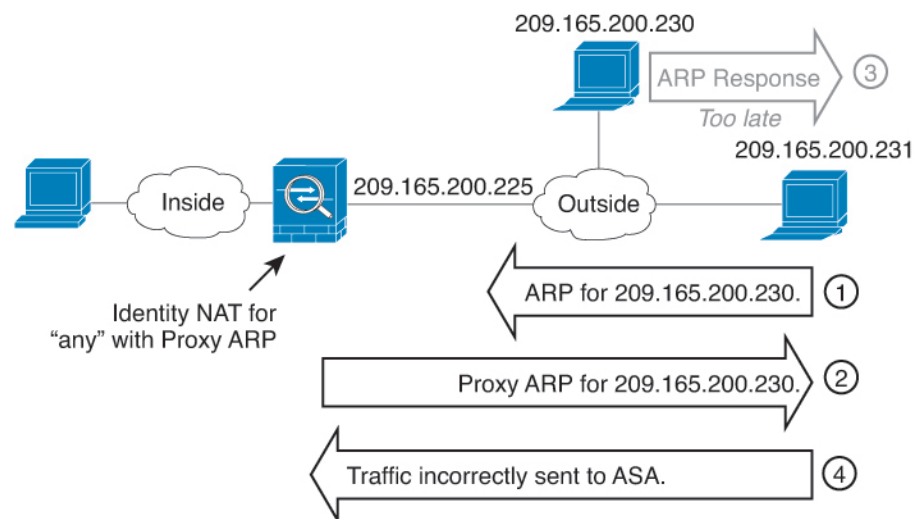 209.165.200.230
ARP Response
3
Too late
209.165.200.231
Inside
209.165.200.225
Outside
Identity NAT for
“any” with Proxy ARP
ARP for 209.165.200.230.
1
Proxy ARP for 209.165.200.230.
2
Traffic incorrectly sent to ASA.
4